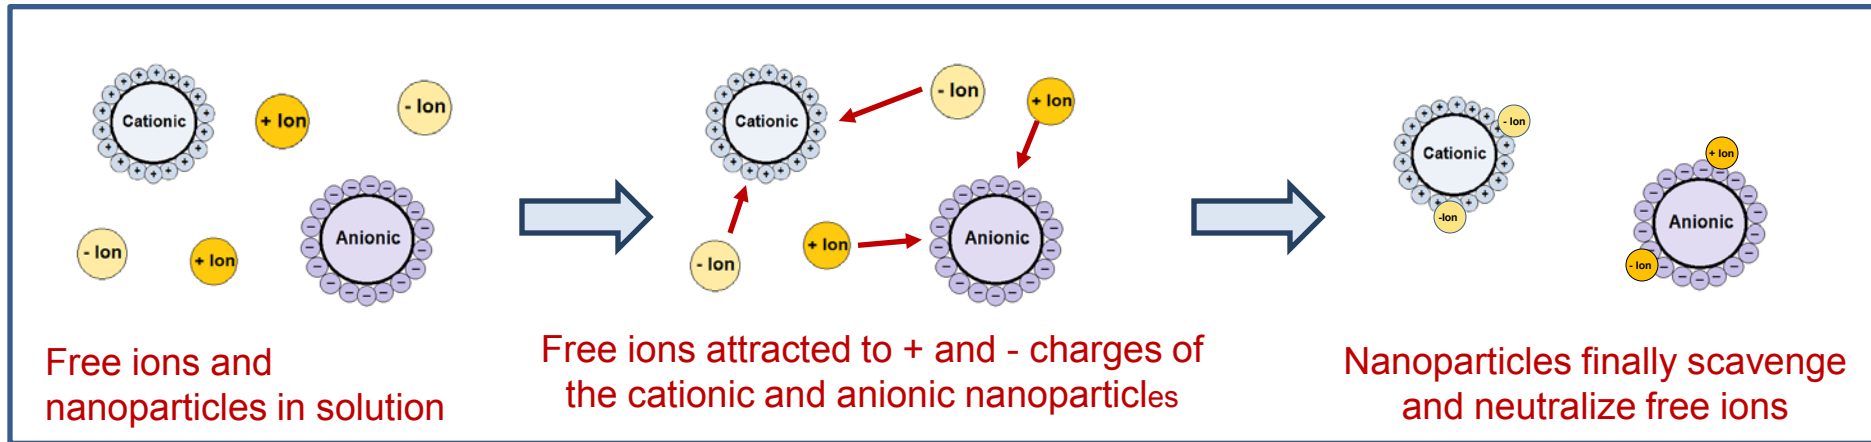 Cationic
+ Ion
- Ion
Anionic
- Ion
+ Ion
Free ions and
nanoparticles in solution
Cationic
- Ion
+ Ion
Anionic
+ Ion
- Ion
Free ions attracted to + and - charges of
the cationic and anionic nanoparticles
Cationic
- Ion
-Ion
+ Ion
Anionic
- Ion
Nanoparticles finally scavenge
and neutralize free ions